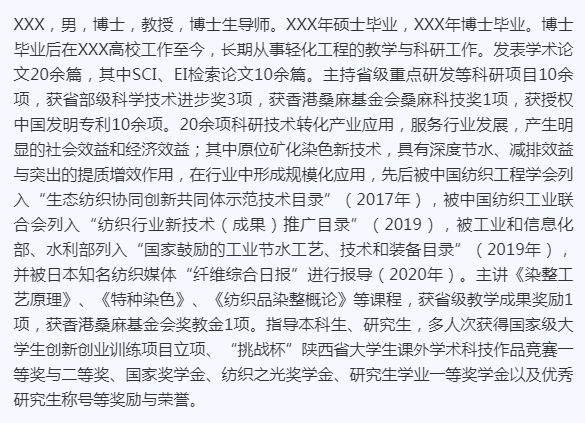 XXX，男，博士，教授，博士生导师。XXX年硕士毕业，XXX年博士毕业。博士
毕业后在XXX高校工作至今，长期从事轻化工程的教学与科研工作。发表学术论
文20余篇，其中SCI、EI检索论文10余篇。主持省级重点研发等科研项目10余
项，获省部级科学技术进步奖3项，获香港桑麻基金会桑麻科技奖1项，获授权
中国发明专利10余项。20余项科研技术转化产业应用，服务行业发展，产生明
显的社会效益和经济效益；其中原位矿化染色新技术，具有深度节水、减排效益
与突出的提质增效作用，在行业中形成规模化应用，先后被中国纺织工程学会列
入“生态纺织协同创新共同体示范技术目录”（2017年），被中国纺织工业联
合会列入“纺织行业新技术（成果）推广目录”（2019），被工业和信息化
部、水利部列入“国家鼓励的工业节水工艺、技术和装备目录”（2019年），
并被日本知名纺织媒体“纤维综合日报”进行报导（2020年）。主讲《染整工
艺原理》、《特种染色》、《纺织品染整概论》等课程，获省级教学成果奖励1
项，获香港桑麻基金会奖教金1项。指导本科生、研究生，多人次获得国家级大
学生创新创业训练项目立项、“挑战杯”陕西省大学生课外学术科技作品竞赛一
等奖与二等奖、国家奖学金、纺织之光奖学金、研究生学业一等奖学金以及优秀
研究生称号等奖励与荣誉。